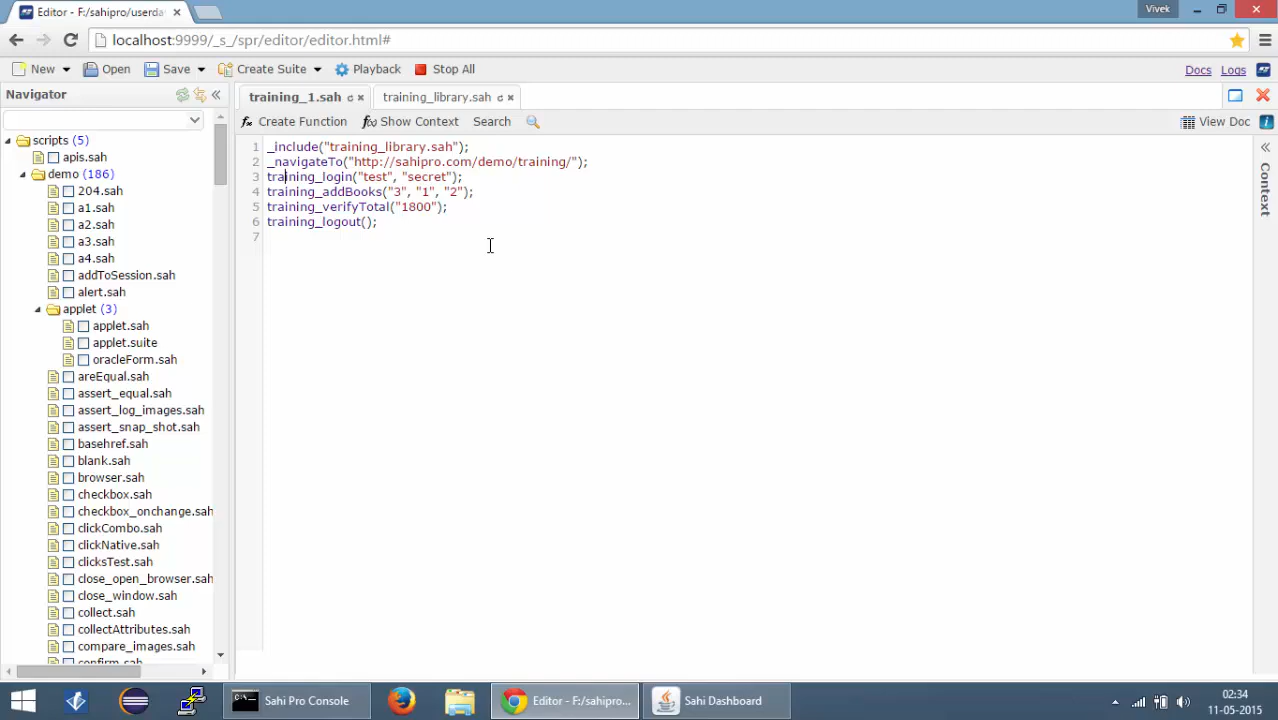 Editor - F:/sahipro/userda
Vivek
localhost:9999/_s_/spr/editor/editor.html#
New Open Save Create Suite Playback Stop All Docs Logs
Navigator
training_1.sah training_library.sah
Create Function Show Context Search View Doc
Context
scripts (5)
apis.sah
demo (186)
204.sah
a1.sah
a2.sah
a3.sah
a4.sah
addToSession.sah
alert.sah
applet (3)
applet.sah
applet.suite
oracleForm.sah
areEqual.sah
assert_equal.sah
assert_log_images.sah
assert_snap_shot.sah
basehref.sah
blank.sah
browser.sah
checkbox.sah
checkbox_onchange.sah
clickCombo.sah
clickNative.sah
clicksTest.sah
close_open_browser.sah
close_window.sah
collect.sah
collectAttributes.sah
compare_images.sah
confirm.sah
1 _include("training_library.sah");
2 _navigateTo("http://sahipro.com/demo/training/");
3 training_login("test", "secret");
4 training_addBooks("3", "1", "2");
5 training_verifyTotal("1800");
6 training_logout();
7
Sahi Pro Console
Editor - F:/sahipro...
Sahi Dashboard
02:34
11-05-2015